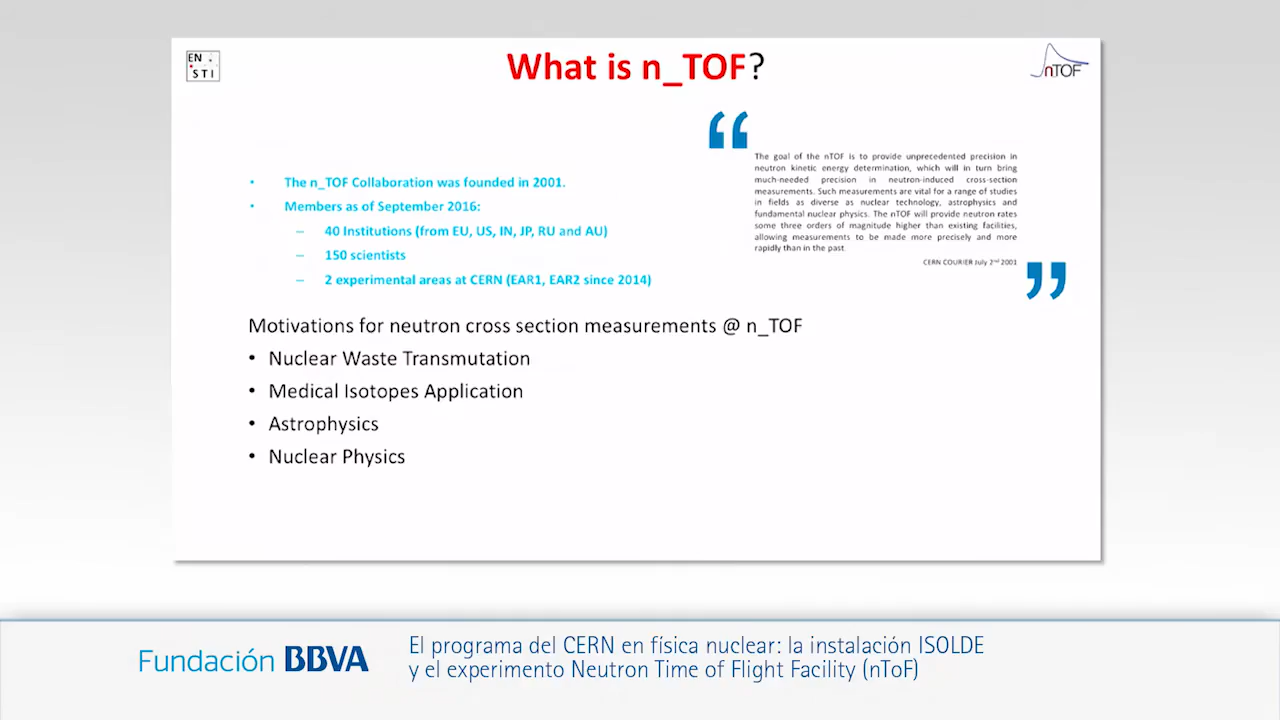 EN
STI
What is n_TOF?
nTOF
“
The goal of the nTOF is to provide unprecedented precision in
neutron kinetic energy determination, which will in turn bring
much-needed precision in neutron-induced cross-section
measurements. Such measurements are vital for a range of studies
in fields as diverse as nuclear technology, astrophysics and
fundamental nuclear physics. The nTOF will provide neutron rates
some three orders of magnitude higher than existing facilities,
allowing measurements to be made more precisely and more
rapidly than in the past
CERN COURIER July 2nd 2001
”
• The n_TOF Collaboration was founded in 2001.
• Members as of September 2016:
– 40 Institutions (from EU, US, IN, JP, RU and AU)
– 150 scientists
– 2 experimental areas at CERN (EAR1, EAR2 since 2014)
Motivations for neutron cross section measurements @ n_TOF
• Nuclear Waste Transmutation
• Medical Isotopes Application
• Astrophysics
• Nuclear Physics
Fundación BBVA
El programa del CERN en física nuclear: la instalación ISOLDE
y el experimento Neutron Time of Flight Facility (nToF)